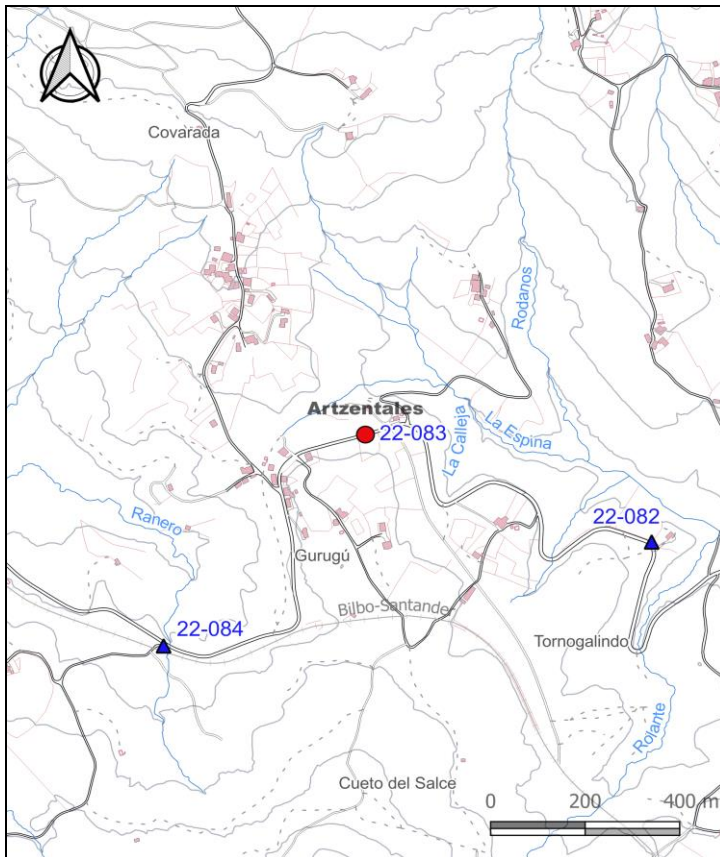 Covarada
Rodanos
Artzentales
22-083
La Calleja
La Espina
Ranero
22-082
Gurugú
Bilbo-Santander
22-084
Tornogalindo
Rojante
Cueto del Salce
0 200 400 m